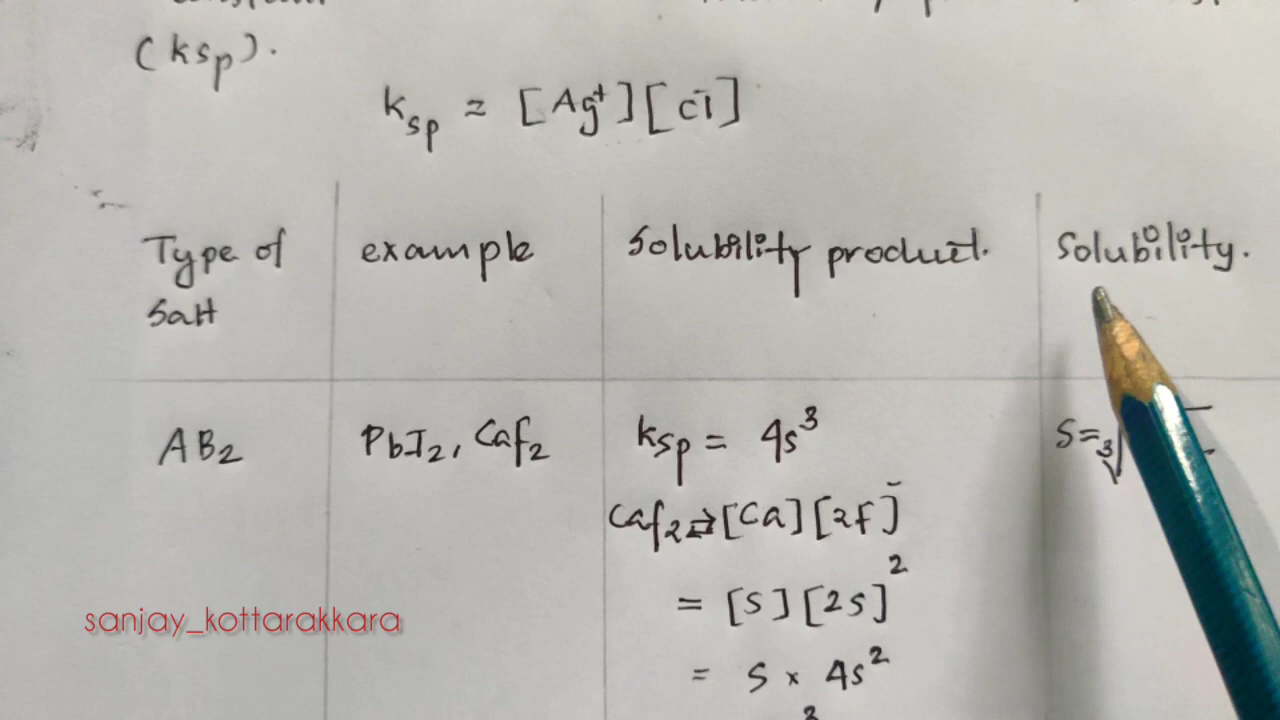 (ksp).
ksp = [Ag+][Cl-]
Type of Salt
example
Solubility product.
Solubility.
AB2
PbI2, CaF2
ksp = 4s³
CaF2⇄[Ca][2F]-
= [S][2S]²
= S × 4s²
3
S=³√
sanjay_kottarakkara